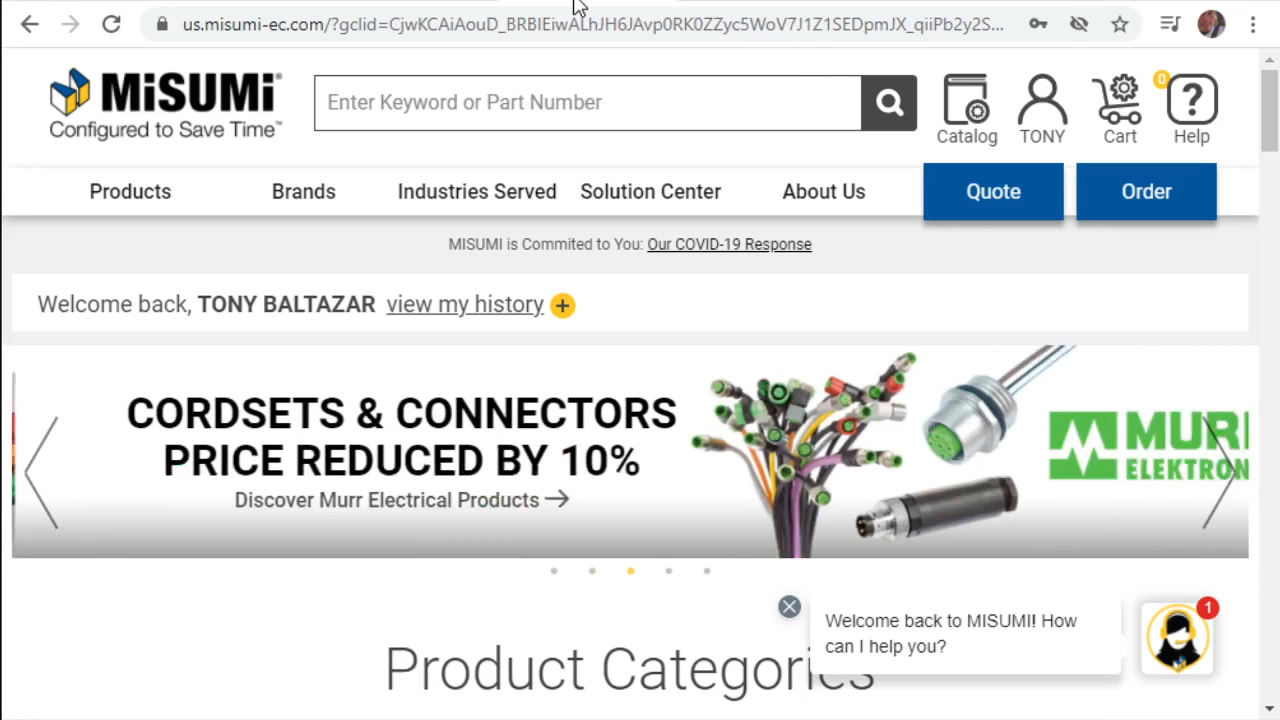 us.misumi-ec.com/?gclid=CjwKCAiAouD_BRBIEiwALhJH6JAvp0RK0ZZyc5WoV7J1Z1SEDpmJX_qiiPb2y2S...
MiSUMi
Configured to Save Time™
Enter Keyword or Part Number
Catalog
TONY
0
Cart
Help
Products
Brands
Industries Served
Solution Center
About Us
Quote
Order
MISUMI is Commited to You: Our COVID-19 Response
Welcome back, TONY BALTAZAR view my history
CORDSETS & CONNECTORS
PRICE REDUCED BY 10%
Discover Murr Electrical Products
MURR
ELEKTRON
Welcome back to MISUMI! How
can I help you?
1
Product Categories